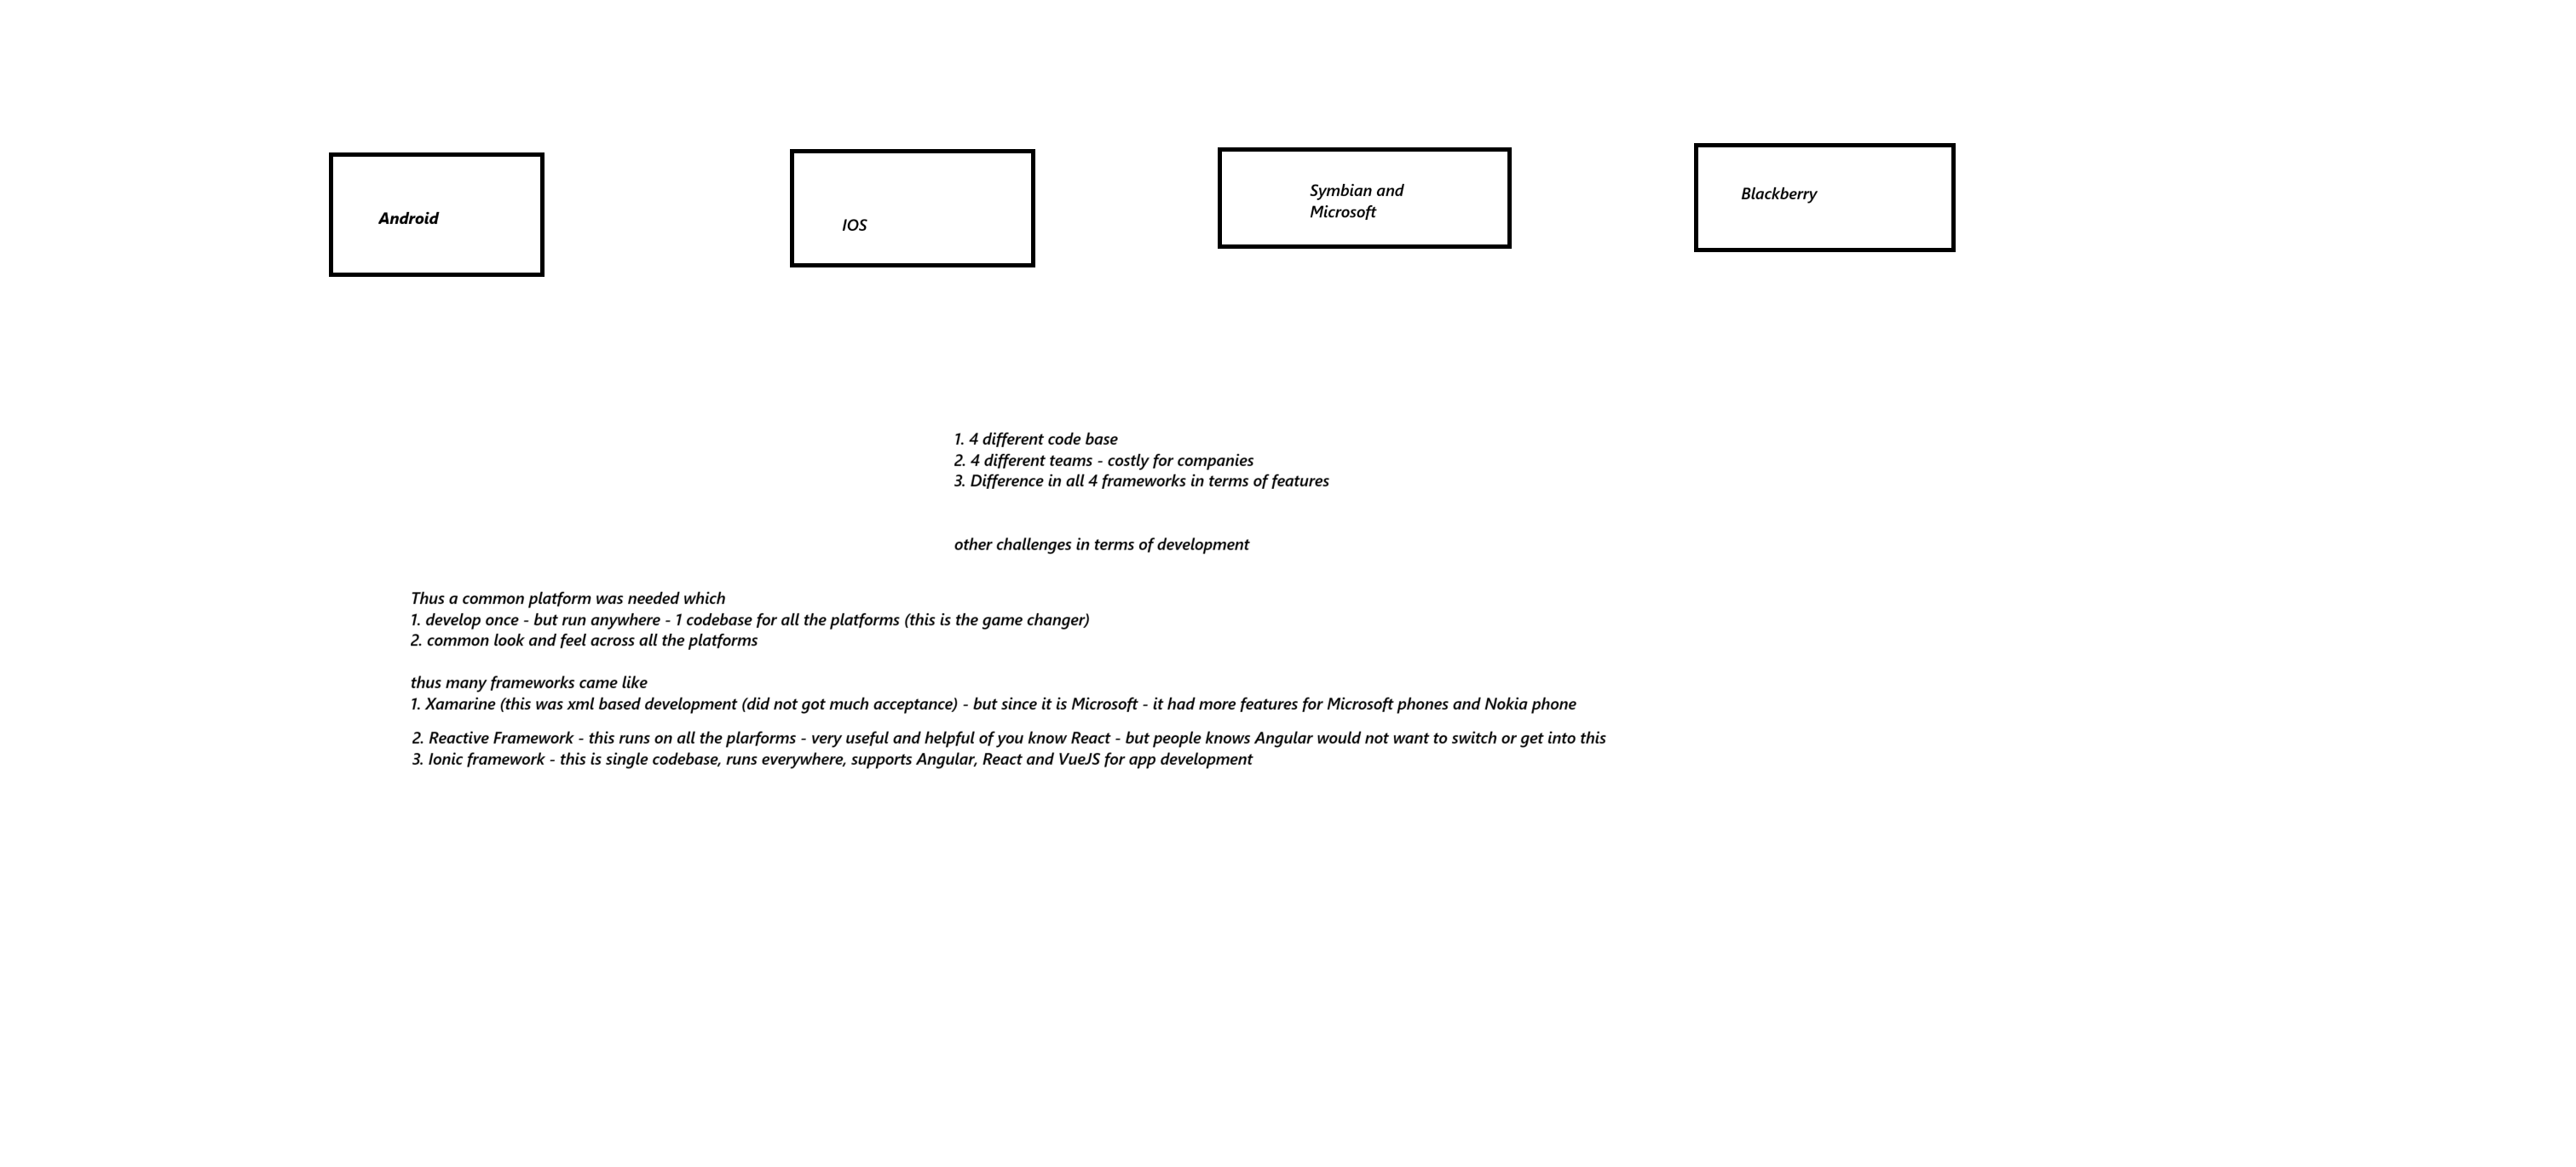 Android
IOS
Symbian and
Microsoft
Blackberry
1. 4 different code base
2. 4 different teams - costly for companies
3. Difference in all 4 frameworks in terms of features
other challenges in terms of development
Thus a common platform was needed which
1. develop once - but run anywhere - 1 codebase for all the platforms (this is the game changer)
2. common look and feel across all the platforms
thus many frameworks came like
1. Xamarine (this was xml based development (did not got much acceptance) - but since it is Microsoft - it had more features for Microsoft phones and Nokia phone
2. Reactive Framework - this runs on all the plarforms - very useful and helpful of you know React - but people knows Angular would not want to switch or get into this
3. Ionic framework - this is single codebase, runs everywhere, supports Angular, React and VueJS for app development